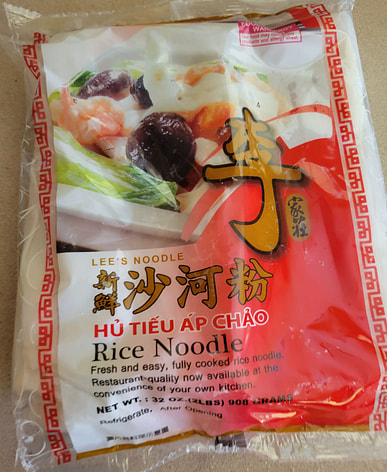 WARNING
李
家莊
LEE'S NOODLE
新鮮 沙河粉
HỦ TIẾU ÁP CHẢO
Rice Noodle
Fresh and easy, fully cooked rice noodle.
Restaurant-quality now available at the
convenience of your own kitchen.
NET WT. : 32 OZ.(2LBS) 908 GRAMS
Refrigerate, After Opening